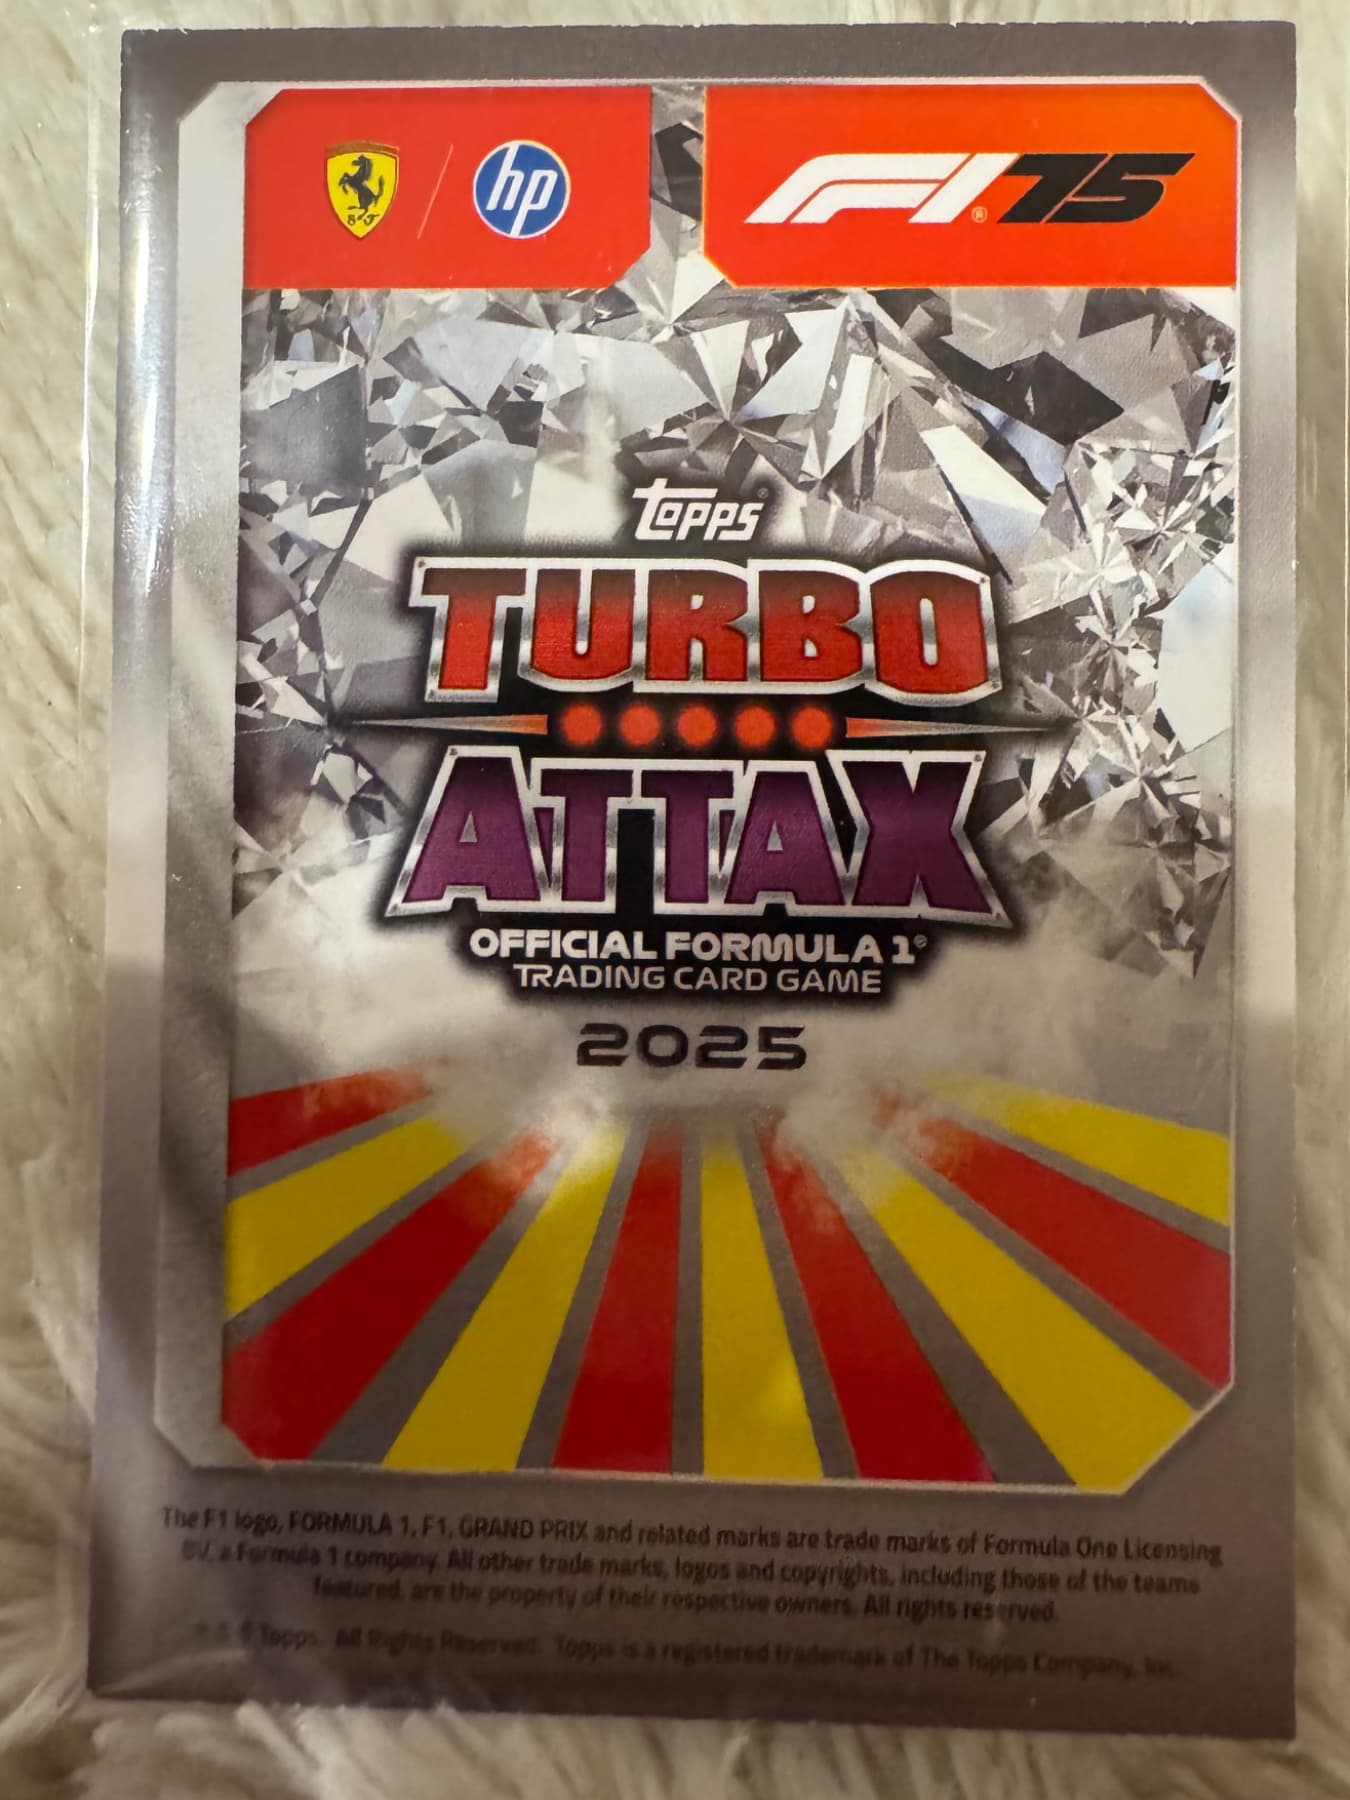 SF
hp
F1® 75
Topps®
TURBO
ATTAX
OFFICIAL FORMULA 1®
TRADING CARD GAME
2025
The F1 logo, FORMULA 1, F1, GRAND PRIX and related marks are trade marks of Formula One Licensing
BV, a Formula 1 company. All other trade marks, logos and copyrights, including those of the teams
featured, are the property of their respective owners. All rights reserved.
Topps. All Rights Reserved. Topps is a registered trademark of The Topps Company, Inc.